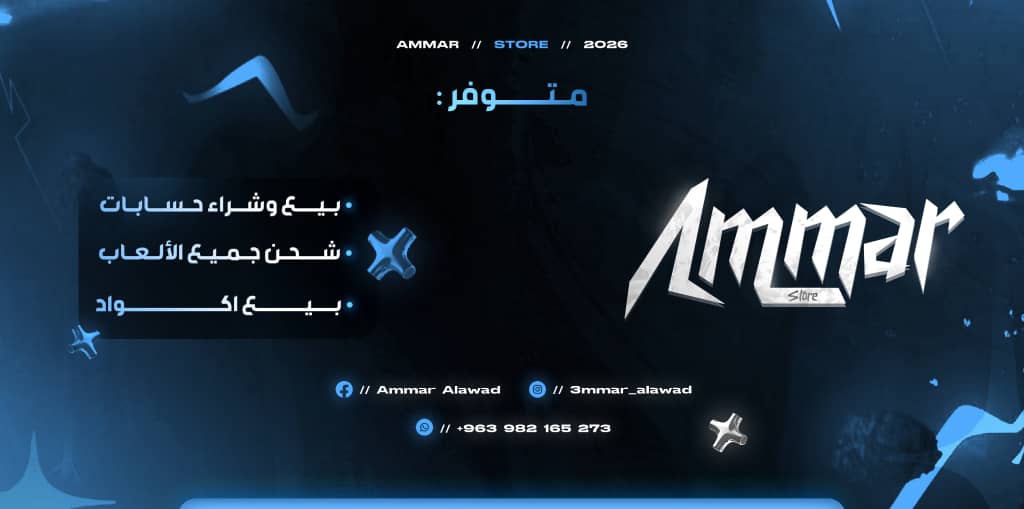 AMMAR // STORE // 2026
متوفر :
• بيع وشراء حسابات
• شحن جميع الألعاب
• بيع اكواد
Ammar
Store
// Ammar Alawad
// 3mmar_alawad
// +963 982 165 273